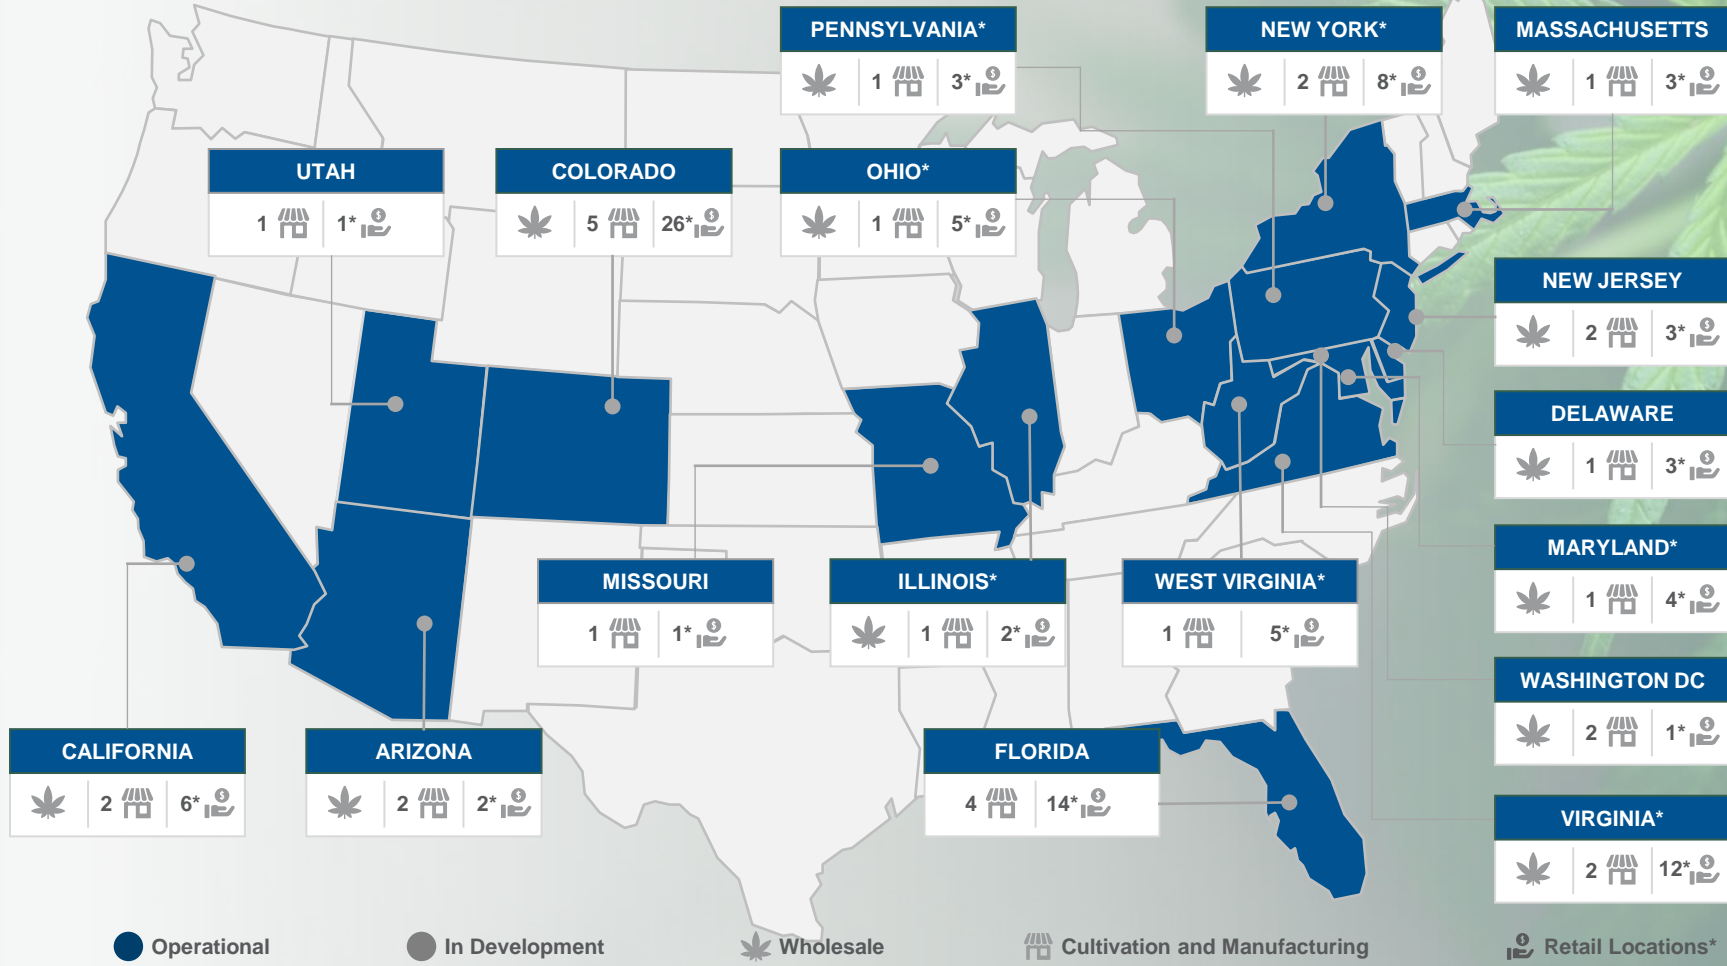 PENNSYLVANIA*
1 3*
NEW YORK*
2 8*
MASSACHUSETTS
1 3*
UTAH
1 1*
COLORADO
5 26*
OHIO*
1 5*
NEW JERSEY
2 3*
DELAWARE
1 3*
MARYLAND*
1 4*
MISSOURI
1 1*
ILLINOIS*
1 2*
WEST VIRGINIA*
1 5*
WASHINGTON DC
2 1*
CALIFORNIA
2 6*
ARIZONA
2 2*
FLORIDA
4 14*
VIRGINIA*
2 12*
Operational
In Development
Wholesale
Cultivation and Manufacturing
Retail Locations*